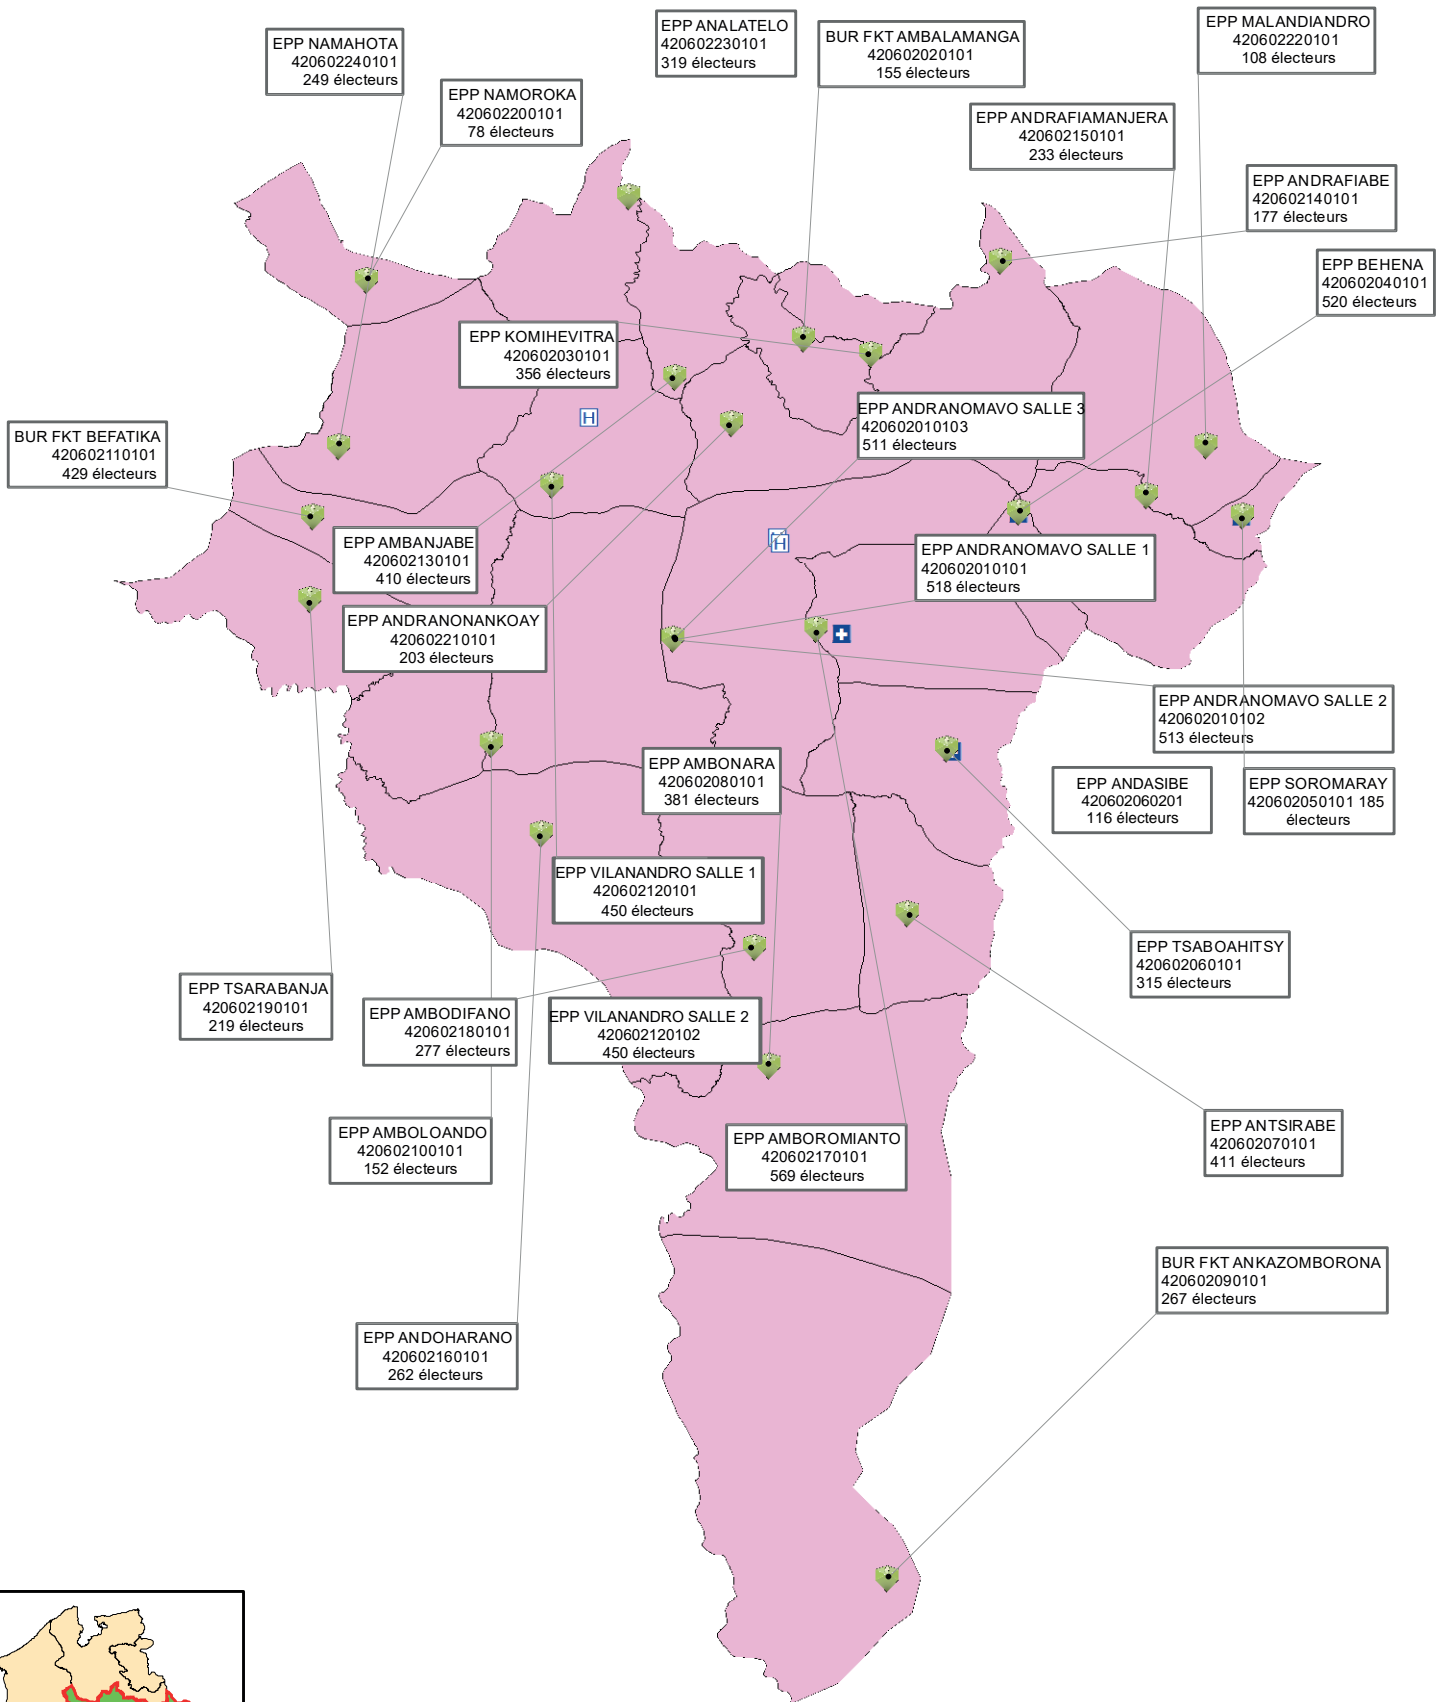 EPP NAMAHOTA
420602240101
249 électeurs
EPP NAMOROKA
420602200101
78 électeurs
EPP ANALATELO
420602230101
319 électeurs
BUR FKT AMBALAMANGA
420602020101
155 électeurs
EPP MALANDIANDRO
420602220101
108 électeurs
EPP ANDRAFIAMANJERA
420602150101
233 électeurs
EPP ANDRAFIABE
420602140101
177 électeurs
EPP BEHENA
420602040101
520 électeurs
EPP KOMIHEVITRA
420602030101
356 électeurs
H
EPP ANDRANOMAVO SALLE 3
420602010103
511 électeurs
BUR FKT BEFATIKA
420602110101
429 électeurs
EPP AMBANJABE
420602130101
410 électeurs
H
EPP ANDRANOMAVO SALLE 1
420602010101
518 électeurs
EPP ANDRANONANKOAY
420602210101
203 électeurs
EPP ANDRANOMAVO SALLE 2
420602010102
513 électeurs
EPP AMBONARA
420602080101
381 électeurs
EPP ANDASIBE
420602060201
116 électeurs
EPP SOROMARAY
420602050101 185
électeurs
EPP VILANANDRO SALLE 1
420602120101
450 électeurs
EPP TSABOAHITSY
420602060101
315 électeurs
EPP TSARABANJA
420602190101
219 électeurs
EPP AMBODIFANO
420602180101
277 électeurs
EPP VILANANDRO SALLE 2
420602120102
450 électeurs
EPP AMBOLOANDO
420602100101
152 électeurs
EPP AMBOROMIANTO
420602170101
569 électeurs
EPP ANTSIRABE
420602070101
411 électeurs
BUR FKT ANKAZOMBORONA
420602090101
267 électeurs
EPP ANDOHARANO
420602160101
262 électeurs